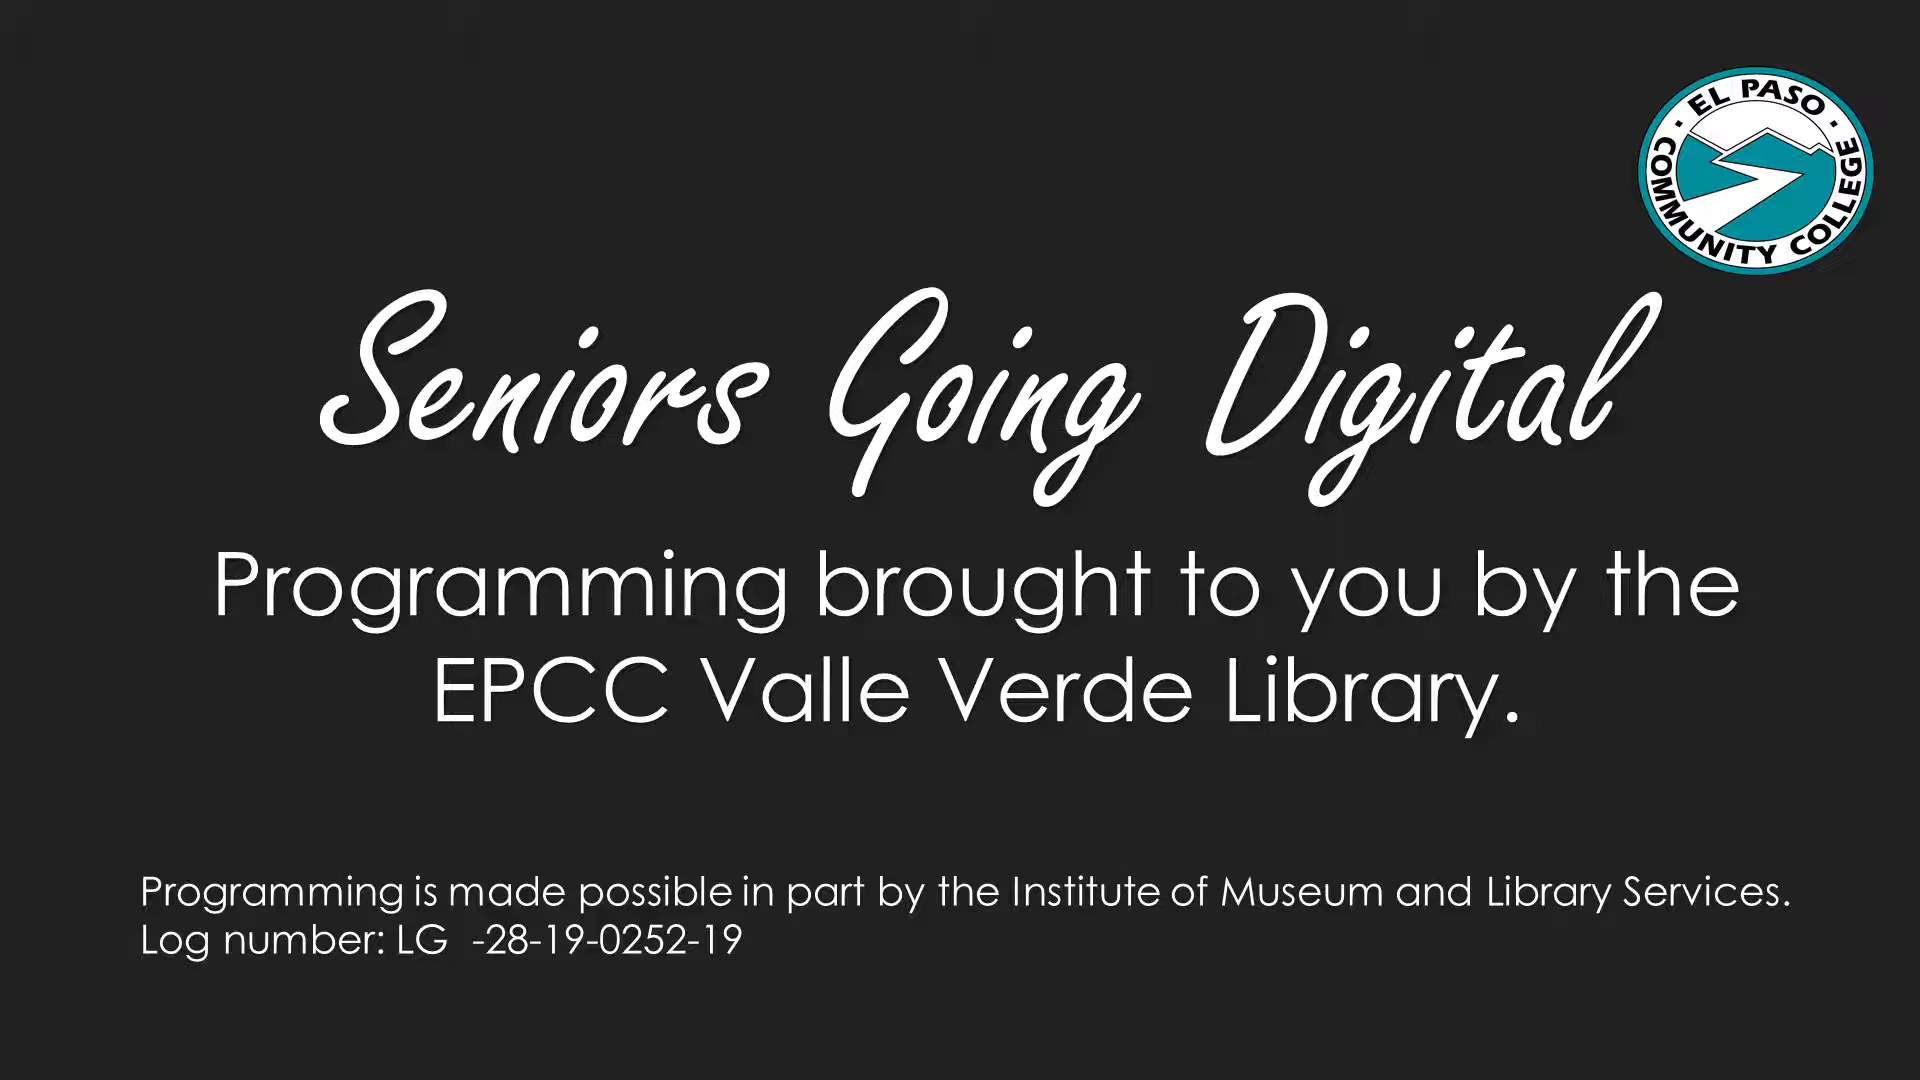 EL PASO
COMMUNITY COLLEGE
Seniors Going Digital
Programming brought to you by the
EPCC Valle Verde Library.
Programming is made possible in part by the Institute of Museum and Library Services.
Log number: LG -28-19-0252-19